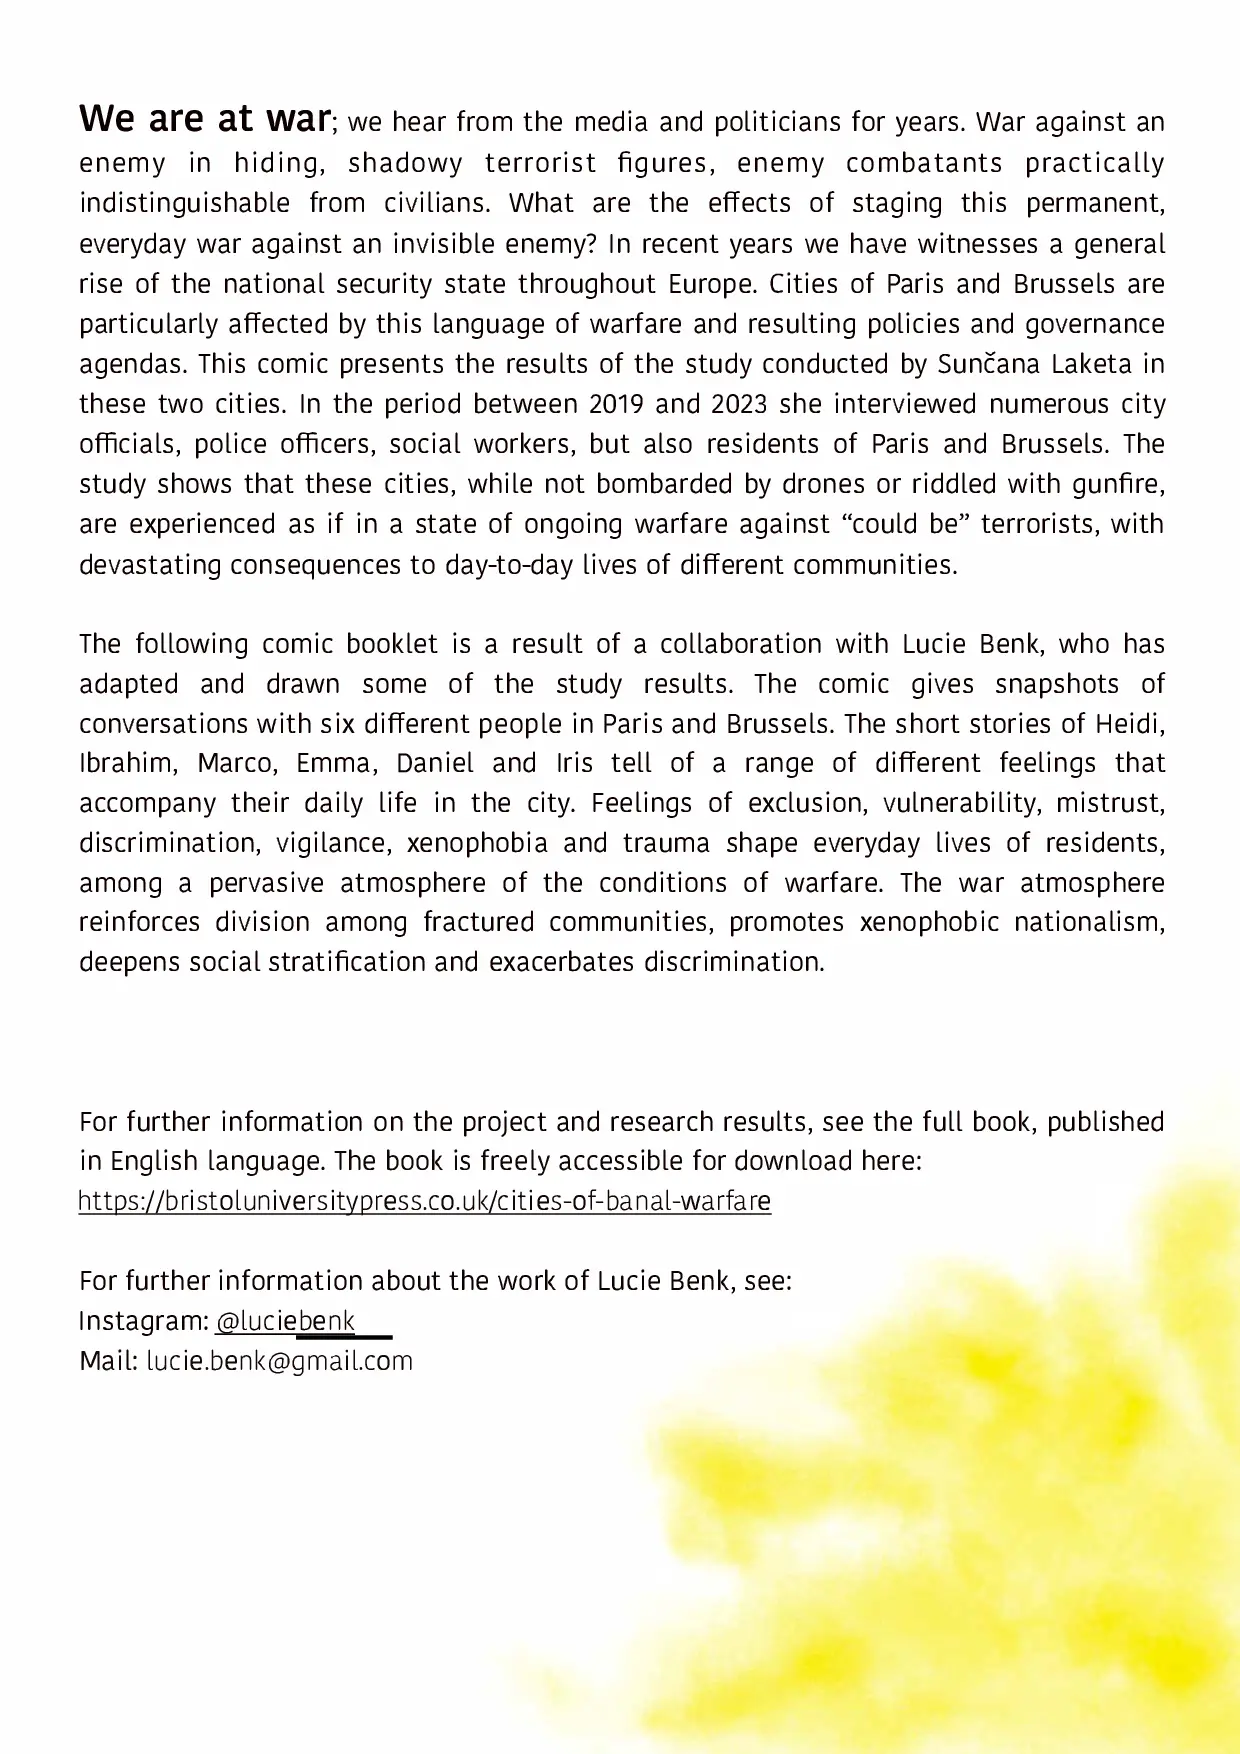 We are at war; we hear from the media and politicians for years. War against an
enemy in hiding, shadowy terrorist figures, enemy combatants practically
indistinguishable from civilians. What are the effects of staging this permanent,
everyday war against an invisible enemy? In recent years we have witnesses a general
rise of the national security state throughout Europe. Cities of Paris and Brussels are
particularly affected by this language of warfare and resulting policies and governance
agendas. This comic presents the results of the study conducted by Sunčana Laketa in
these two cities. In the period between 2019 and 2023 she interviewed numerous city
officials, police officers, social workers, but also residents of Paris and Brussels. The
study shows that these cities, while not bombarded by drones or riddled with gunfire,
are experienced as if in a state of ongoing warfare against “could be” terrorists, with
devastating consequences to day-to-day lives of different communities.
The following comic booklet is a result of a collaboration with Lucie Benk, who has
adapted and drawn some of the study results. The comic gives snapshots of
conversations with six different people in Paris and Brussels. The short stories of Heidi,
Ibrahim, Marco, Emma, Daniel and Iris tell of a range of different feelings that
accompany their daily life in the city. Feelings of exclusion, vulnerability, mistrust,
discrimination, vigilance, xenophobia and trauma shape everyday lives of residents,
among a pervasive atmosphere of the conditions of warfare. The war atmosphere
reinforces division among fractured communities, promotes xenophobic nationalism,
deepens social stratification and exacerbates discrimination.
For further information on the project and research results, see the full book, published
in English language. The book is freely accessible for download here:
https://bristoluniversitypress.co.uk/cities-of-banal-warfare
For further information about the work of Lucie Benk, see:
Instagram: @luciebenk
Mail: lucie.benk@gmail.com